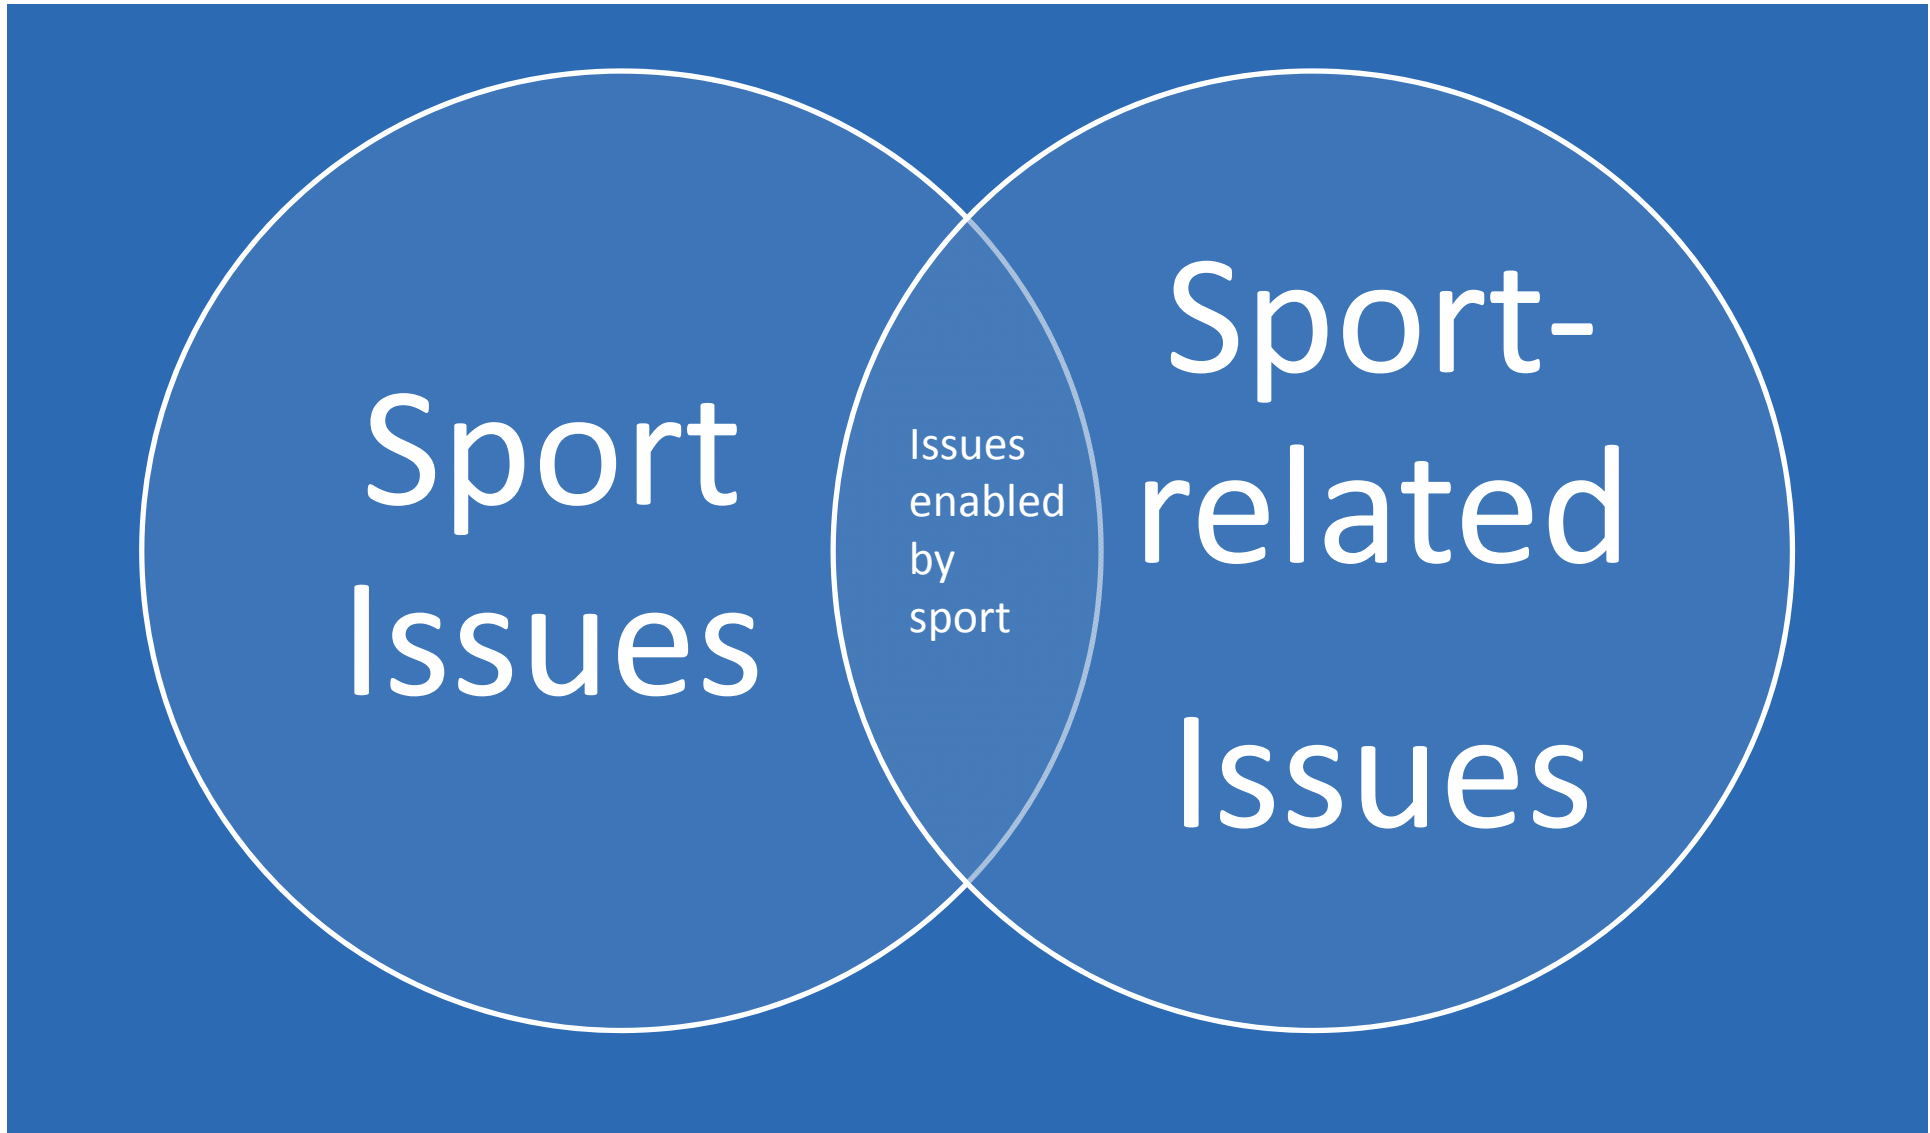 Sport
Issues
Issues
enabled
by
sport
Sport-
related
Issues